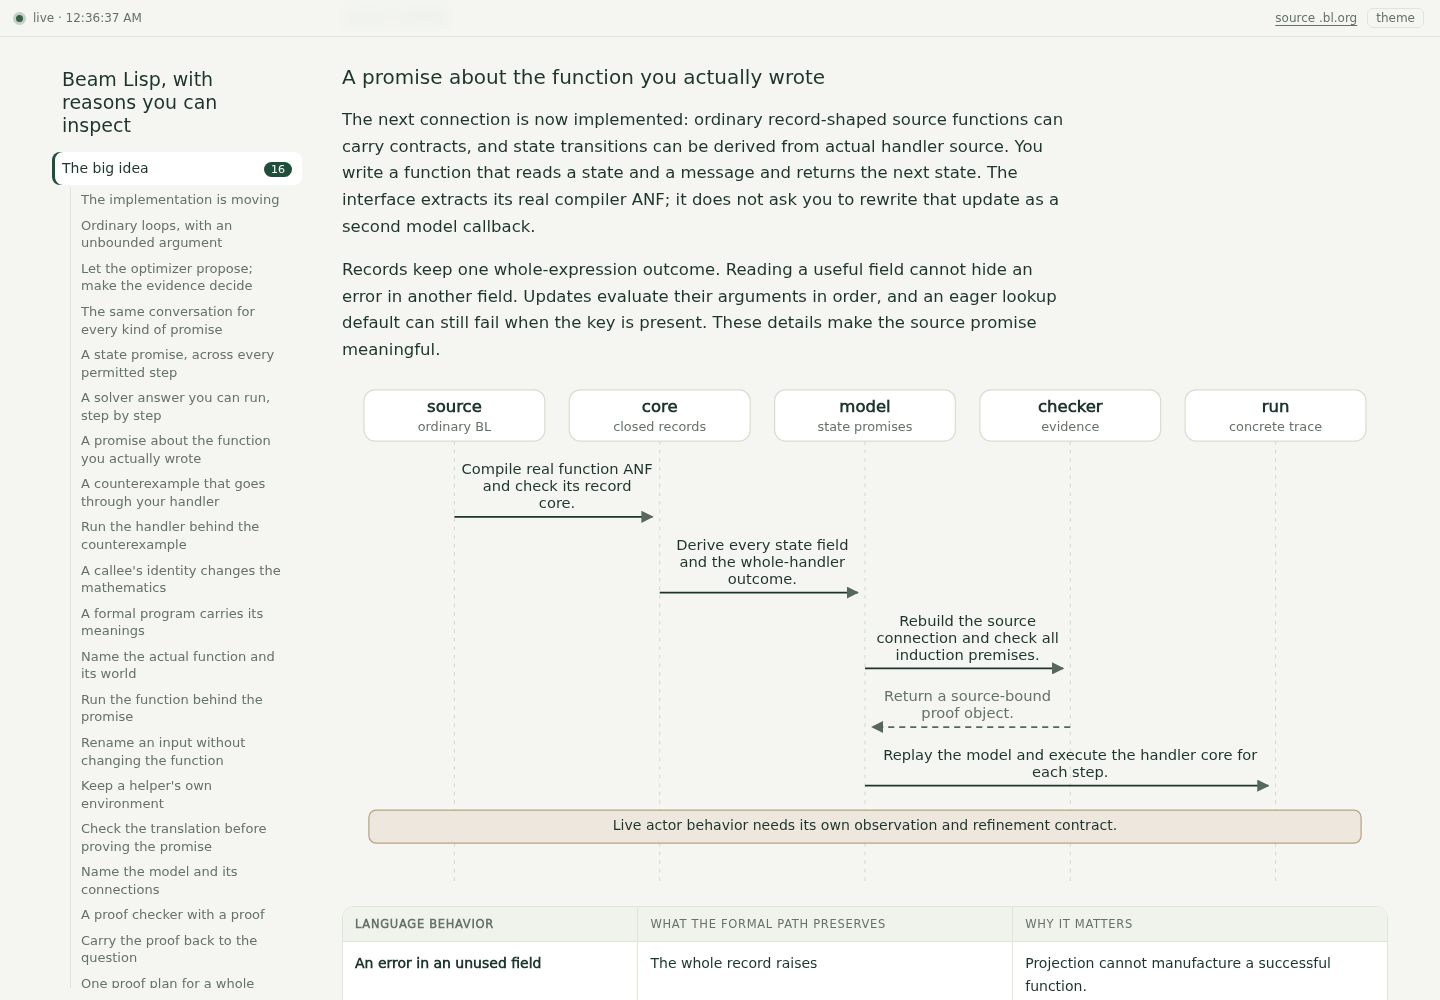 live · 12:36:37 AM
source .bl.org
theme
Beam Lisp, with
reasons you can
inspect
The big idea
16
The implementation is moving
Ordinary loops, with an
unbounded argument
Let the optimizer propose;
make the evidence decide
The same conversation for
every kind of promise
A state promise, across every
permitted step
A solver answer you can run,
step by step
A promise about the function
you actually wrote
A counterexample that goes
through your handler
Run the handler behind the
counterexample
A callee's identity changes the
mathematics
A formal program carries its
meanings
Name the actual function and
its world
Run the function behind the
promise
Rename an input without
changing the function
Keep a helper's own
environment
Check the translation before
proving the promise
Name the model and its
connections
A proof checker with a proof
Carry the proof back to the
question
One proof plan for a whole
A promise about the function you actually wrote
The next connection is now implemented: ordinary record-shaped source functions can
carry contracts, and state transitions can be derived from actual handler source. You
write a function that reads a state and a message and returns the next state. The
interface extracts its real compiler ANF; it does not ask you to rewrite that update as a
second model callback.
Records keep one whole-expression outcome. Reading a useful field cannot hide an
error in another field. Updates evaluate their arguments in order, and an eager lookup
default can still fail when the key is present. These details make the source promise
meaningful.
source
ordinary BL
core
closed records
model
state promises
checker
evidence
run
concrete trace
Compile real function ANF
and check its record
core.
Derive every state field
and the whole-handler
outcome.
Rebuild the source
connection and check all
induction premises.
Return a source-bound
proof object.
Replay the model and execute the handler core for
each step.
Live actor behavior needs its own observation and refinement contract.
LANGUAGE BEHAVIOR
WHAT THE FORMAL PATH PRESERVES
WHY IT MATTERS
An error in an unused field
The whole record raises
Projection cannot manufacture a successful
function.